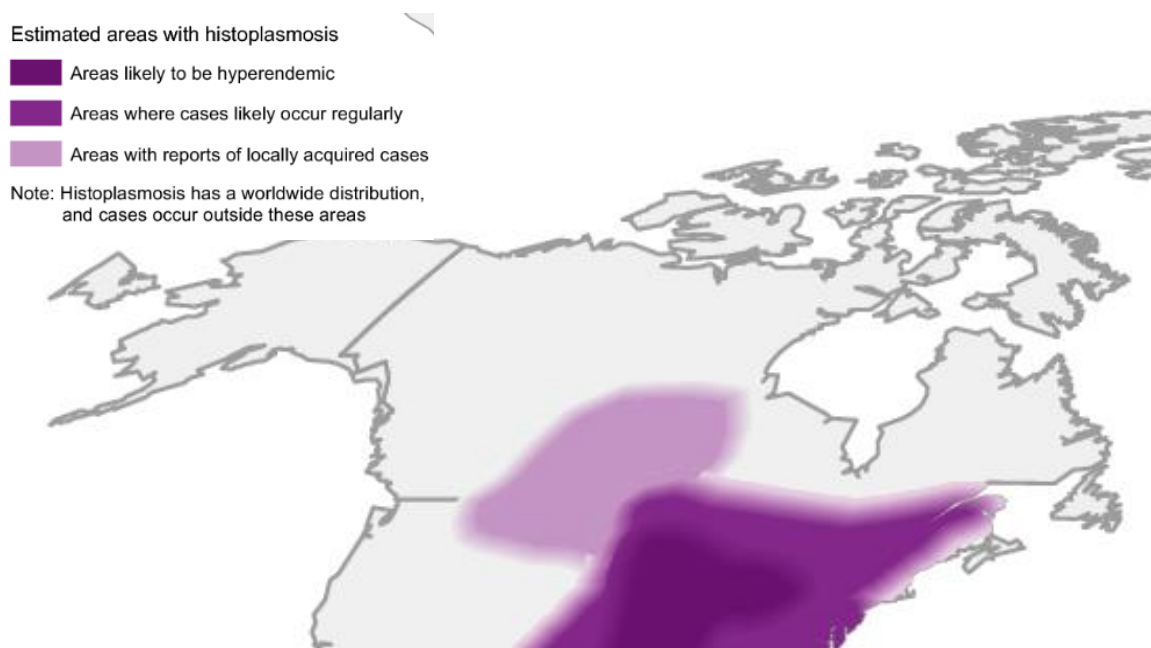 Estimated areas with histoplasmosis
Areas likely to be hyperendemic
Areas where cases likely occur regularly
Areas with reports of locally acquired cases
Note: Histoplasmosis has a worldwide distribution,
and cases occur outside these areas